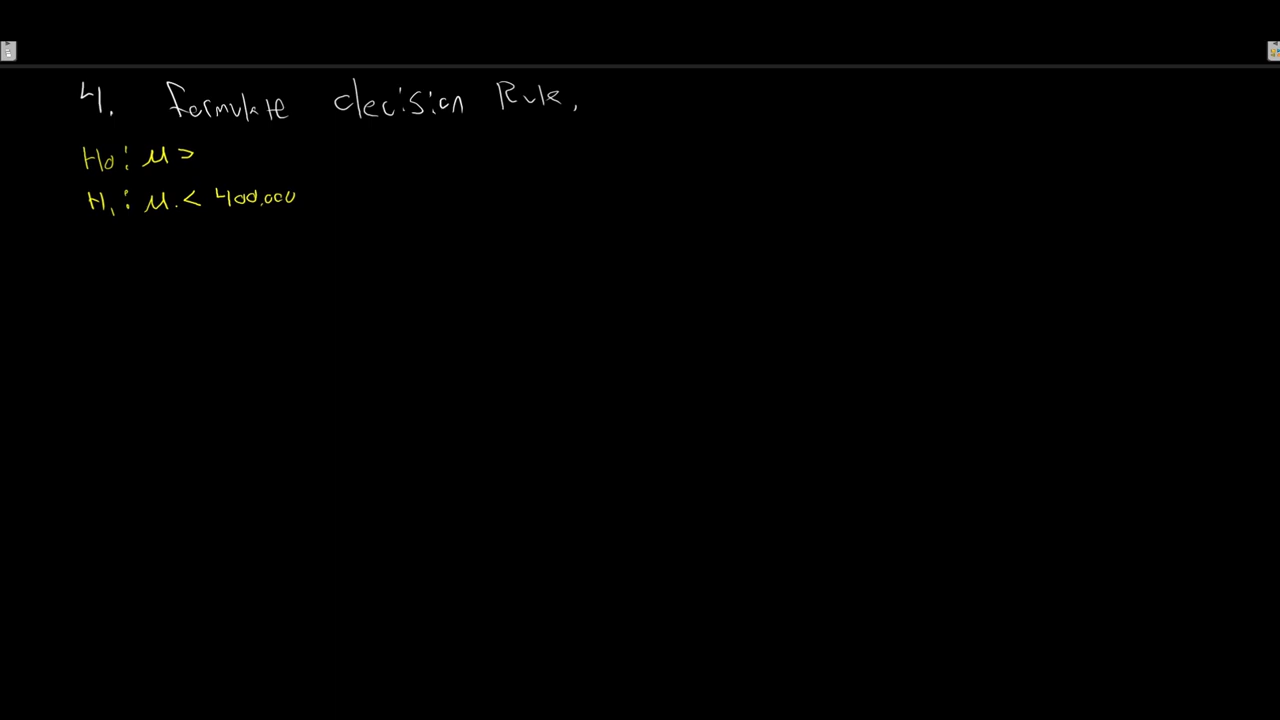 4. Formulate decision Rule.
H0: μ >
H1: μ < 400,000